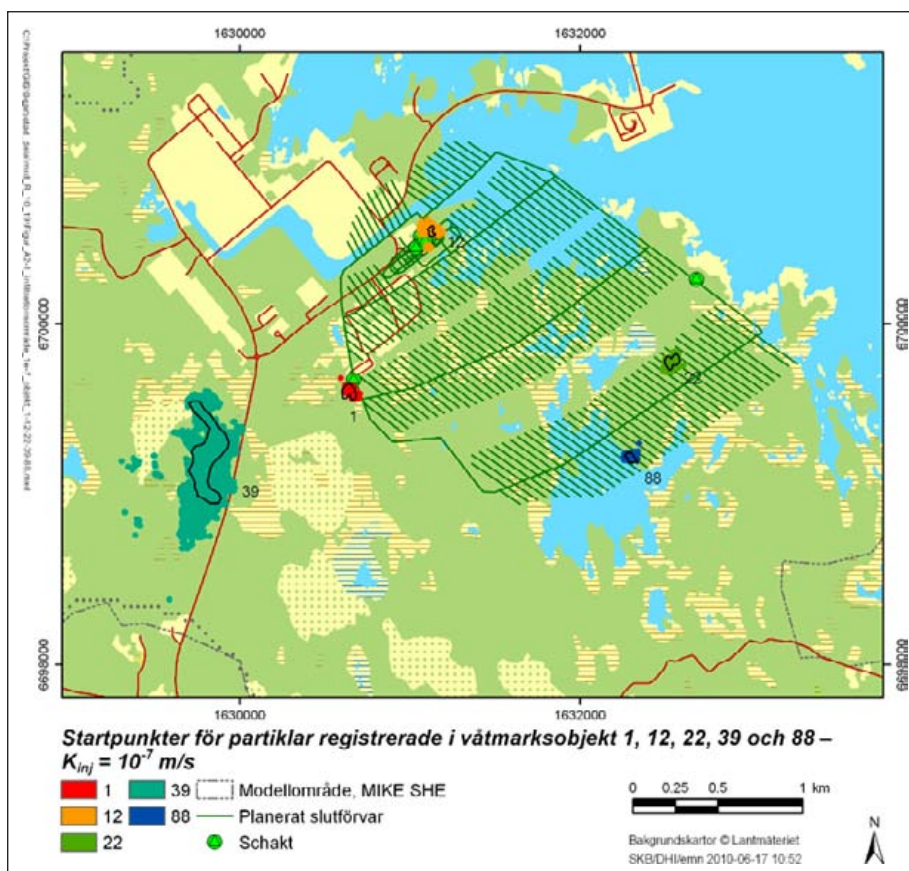 1630000
1632000
6700000
6700000
12
22
1
39
88
6698000
6698000
1630000
1632000
Startpunkter för partiklar registrerade i våtmarksobjekt 1, 12, 22, 39 och 88 –
K_inj = 10⁻⁷ m/s
1
39
Modellområde, MIKE SHE
12
88
Planerat slutförvar
22
Schakt
0 0.25 0.5 1 km
Bakgrundskartor © Lantmäteriet
SKB/DHI/emn 2010-06-17 10:52
N